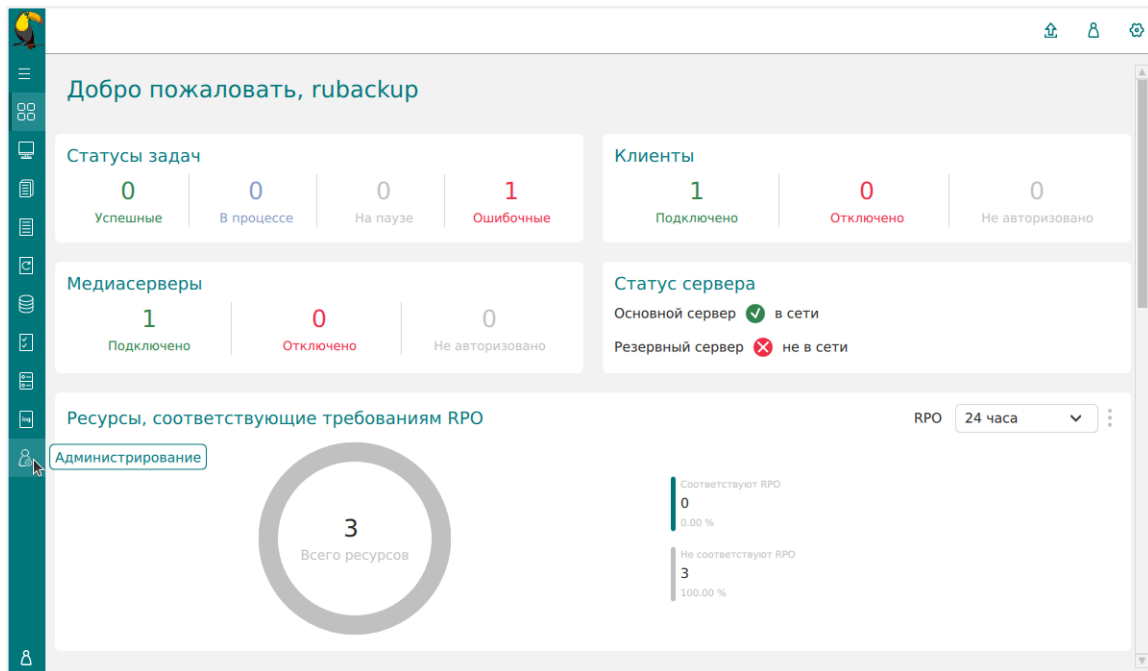 Добро пожаловать, rubackup
Статусы задач
0
Успешные
0
В процессе
0
На паузе
1
Ошибочные
Клиенты
1
Подключено
0
Отключено
0
Не авторизовано
Медиасерверы
1
Подключено
0
Отключено
0
Не авторизовано
Статус сервера
Основной сервер в сети
Резервный сервер не в сети
Ресурсы, соответствующие требованиям RPO
RPO 24 часа
log
Администрирование
3
Всего ресурсов
Соответствуют RPO
0
0.00 %
Не соответствуют RPO
3
100.00 %